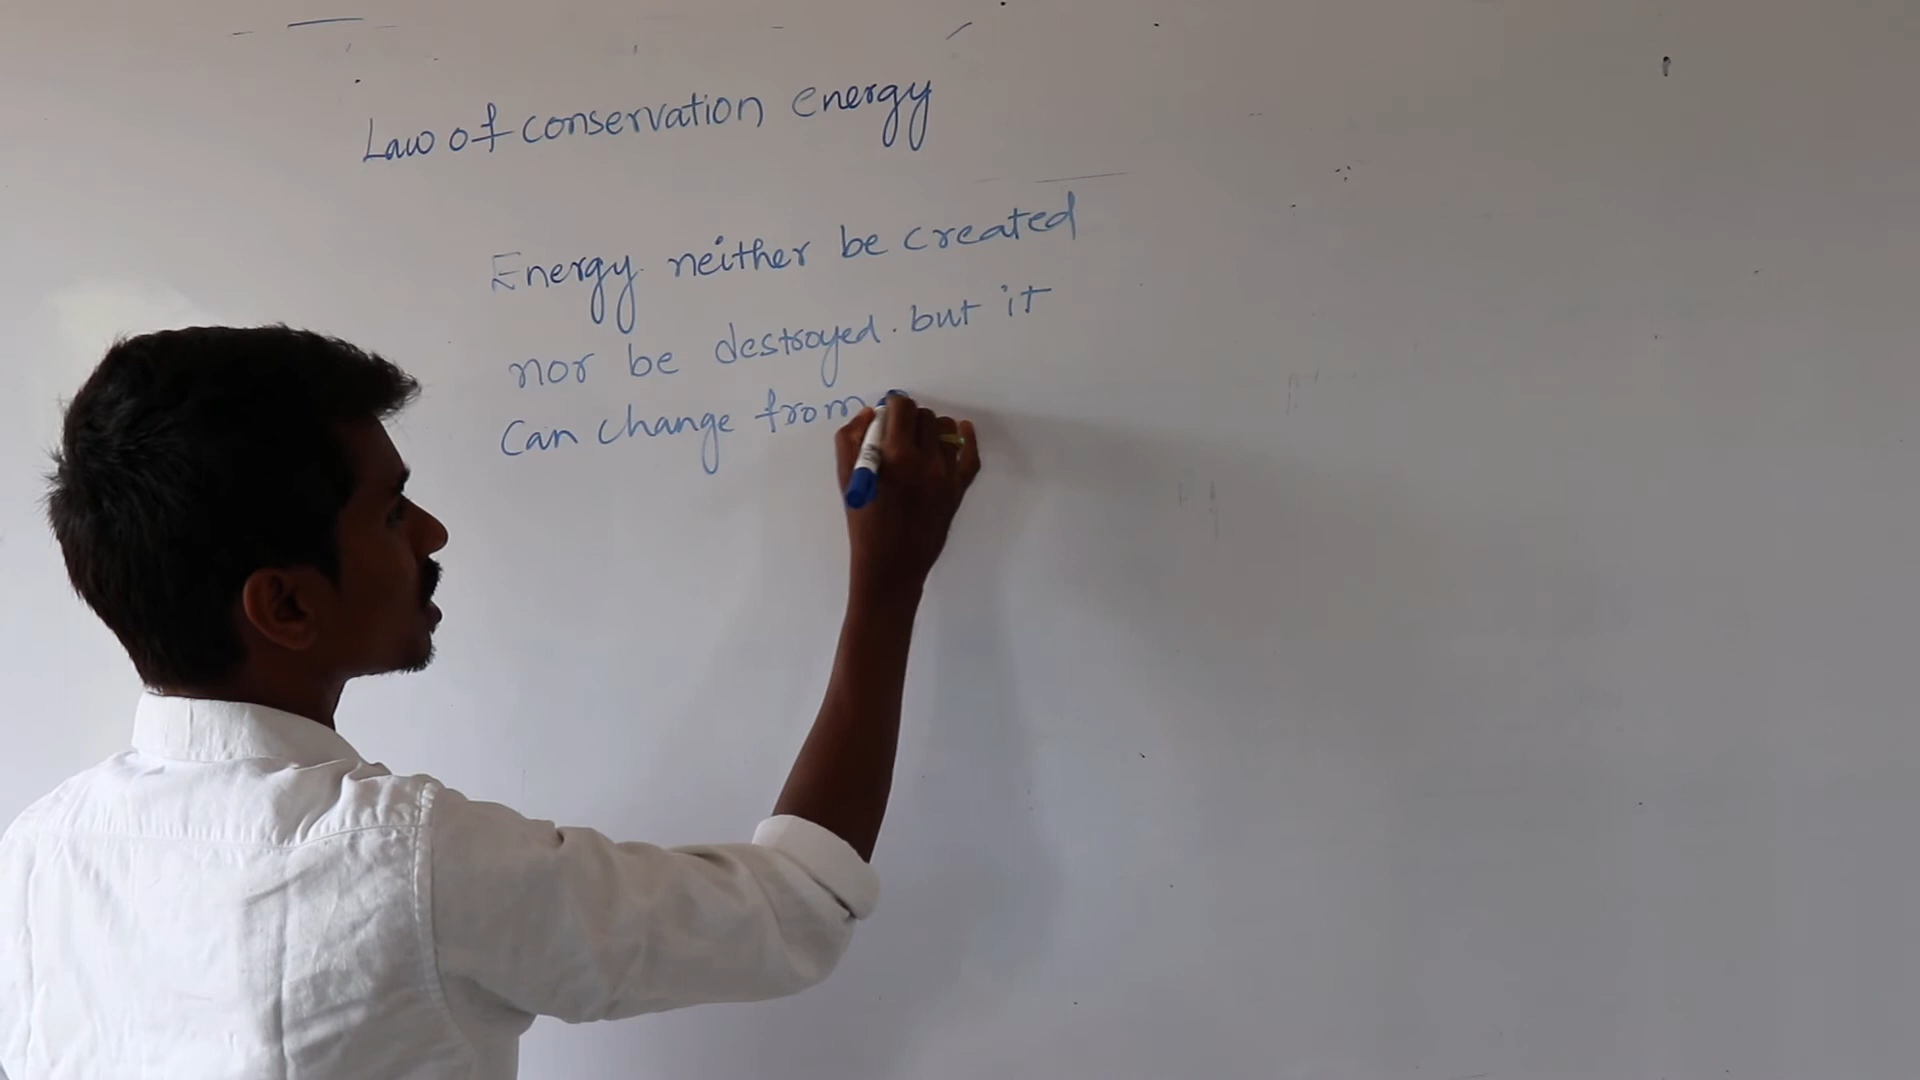 Law of conservation energy
Energy neither be created
nor be destroyed. but it
Can change from